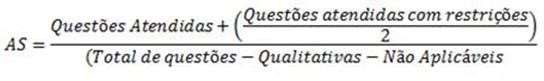 AS = Questões Atendidas + (Questões atendidas com restrições / 2)
(Total de questões − Qualitativas − Não Aplicáveis